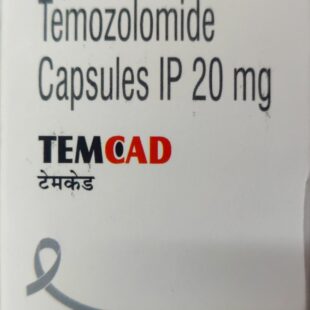 Temozolomide
Capsules IP 20 mg
TEMCAD
टेमकेड